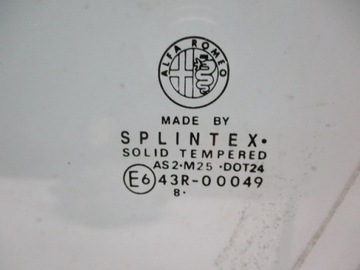 ALFA ROMEO
MADE BY
SPLINTEX·
SOLID TEMPERED
AS2·M25 ·DOT24
E6 43R-00049
8·